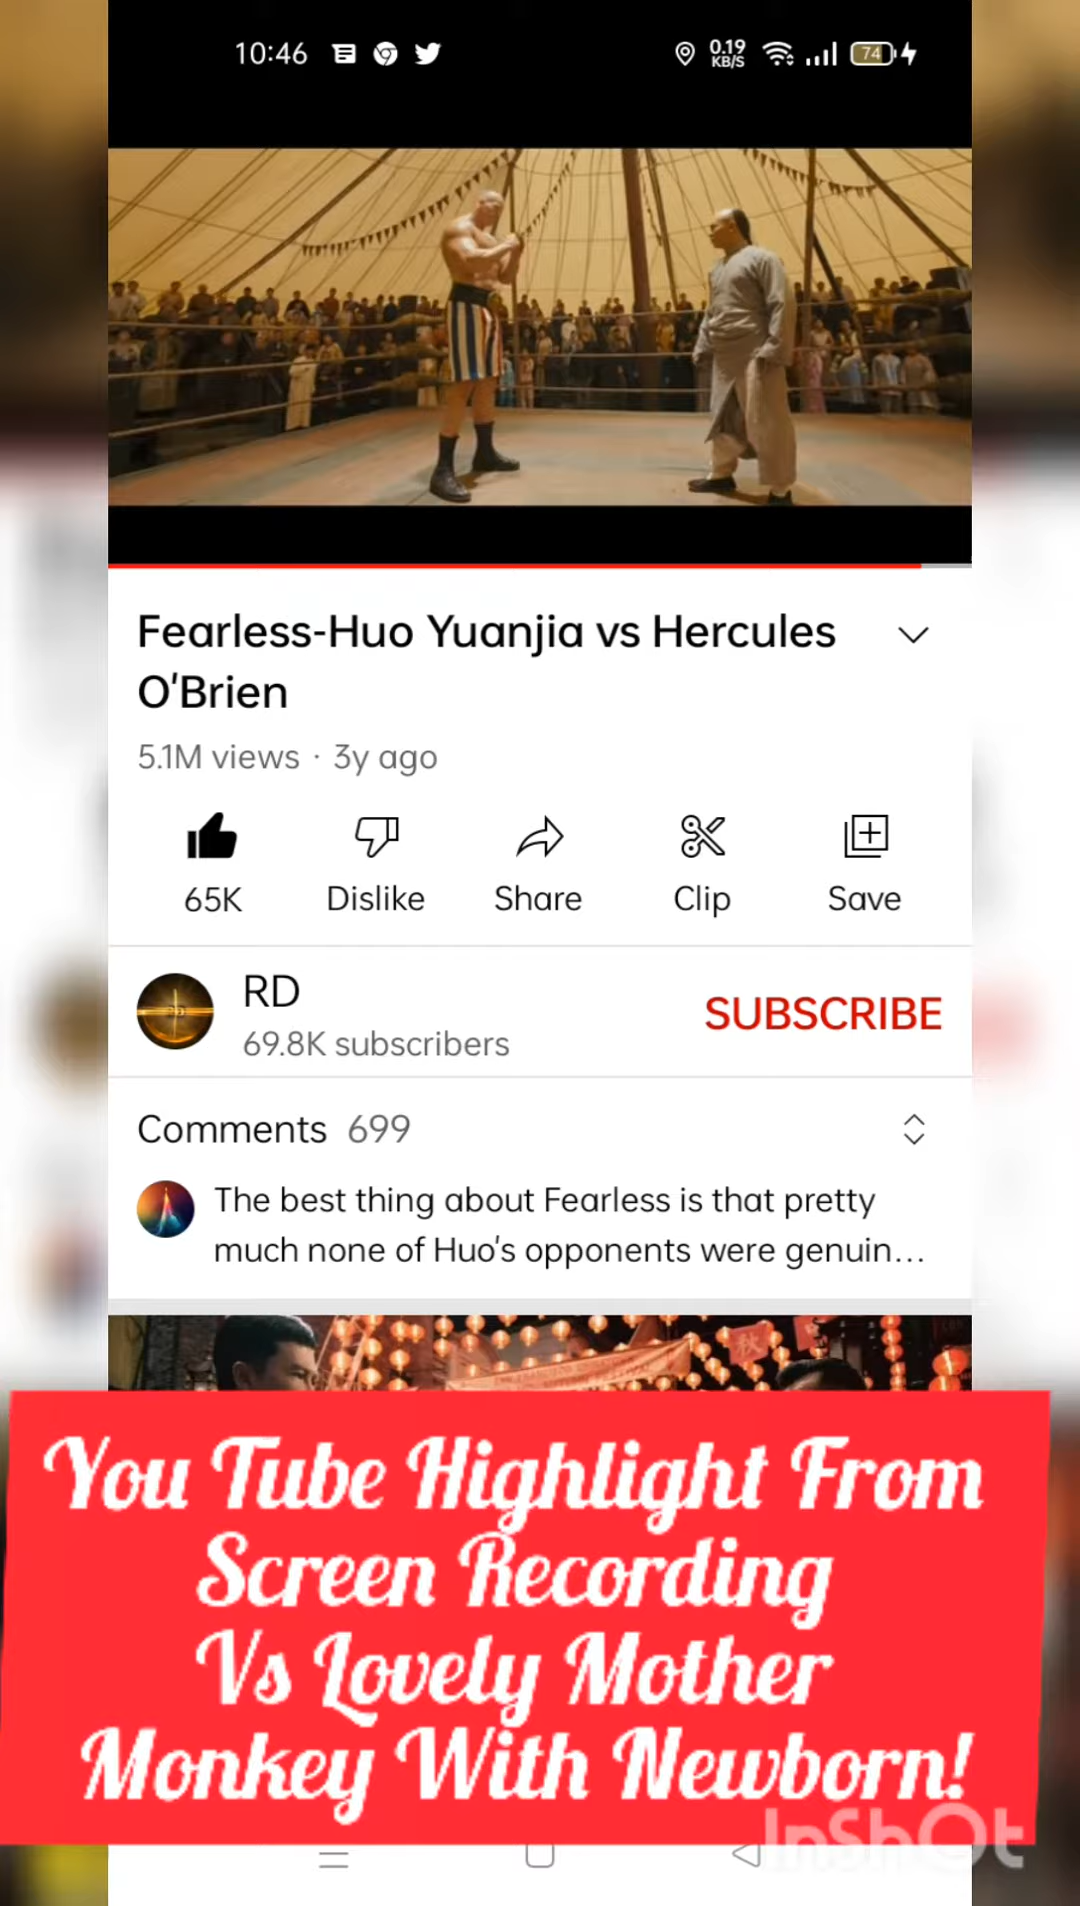 10:46
0.19
KB/S
74
Fearless-Huo Yuanjia vs Hercules
O'Brien
5.1M views · 3y ago
65K
Dislike
Share
Clip
Save
RD
69.8K subscribers
SUBSCRIBE
Comments 699
The best thing about Fearless is that pretty
much none of Huo's opponents were genuin...
秋
You Tube Highlight From
Screen Recording
Vs Lovely Mother
Monkey With Newborn!
InShOt